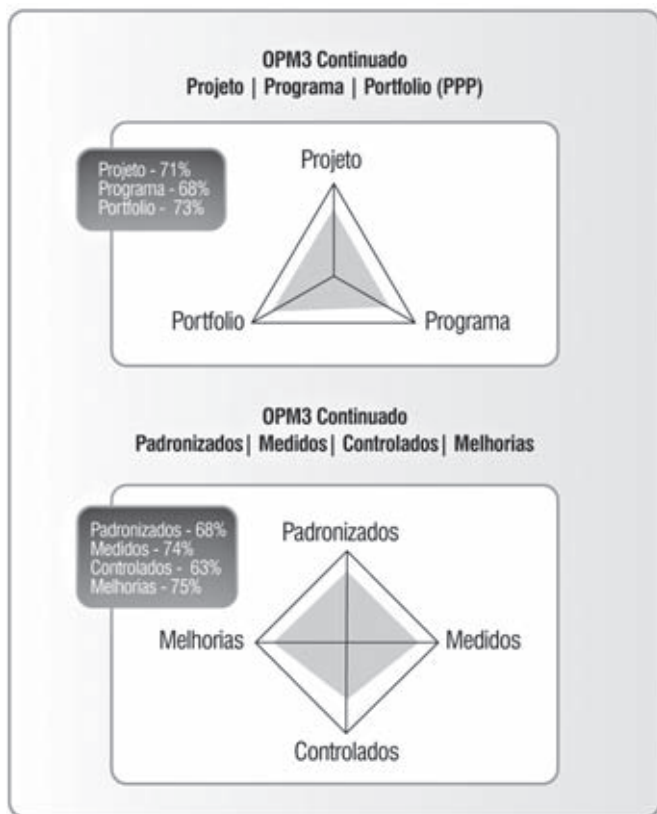 OPM3 Continuado
Projeto | Programa | Portfolio (PPP)
Projeto - 71%
Programa - 68%
Portfolio - 73%
Projeto
Portfolio
Programa
OPM3 Continuado
Padronizados| Medidos| Controlados| Melhorias
Padronizados - 68%
Medidos - 74%
Controlados - 63%
Melhorias - 75%
Padronizados
Melhorias
Medidos
Controlados